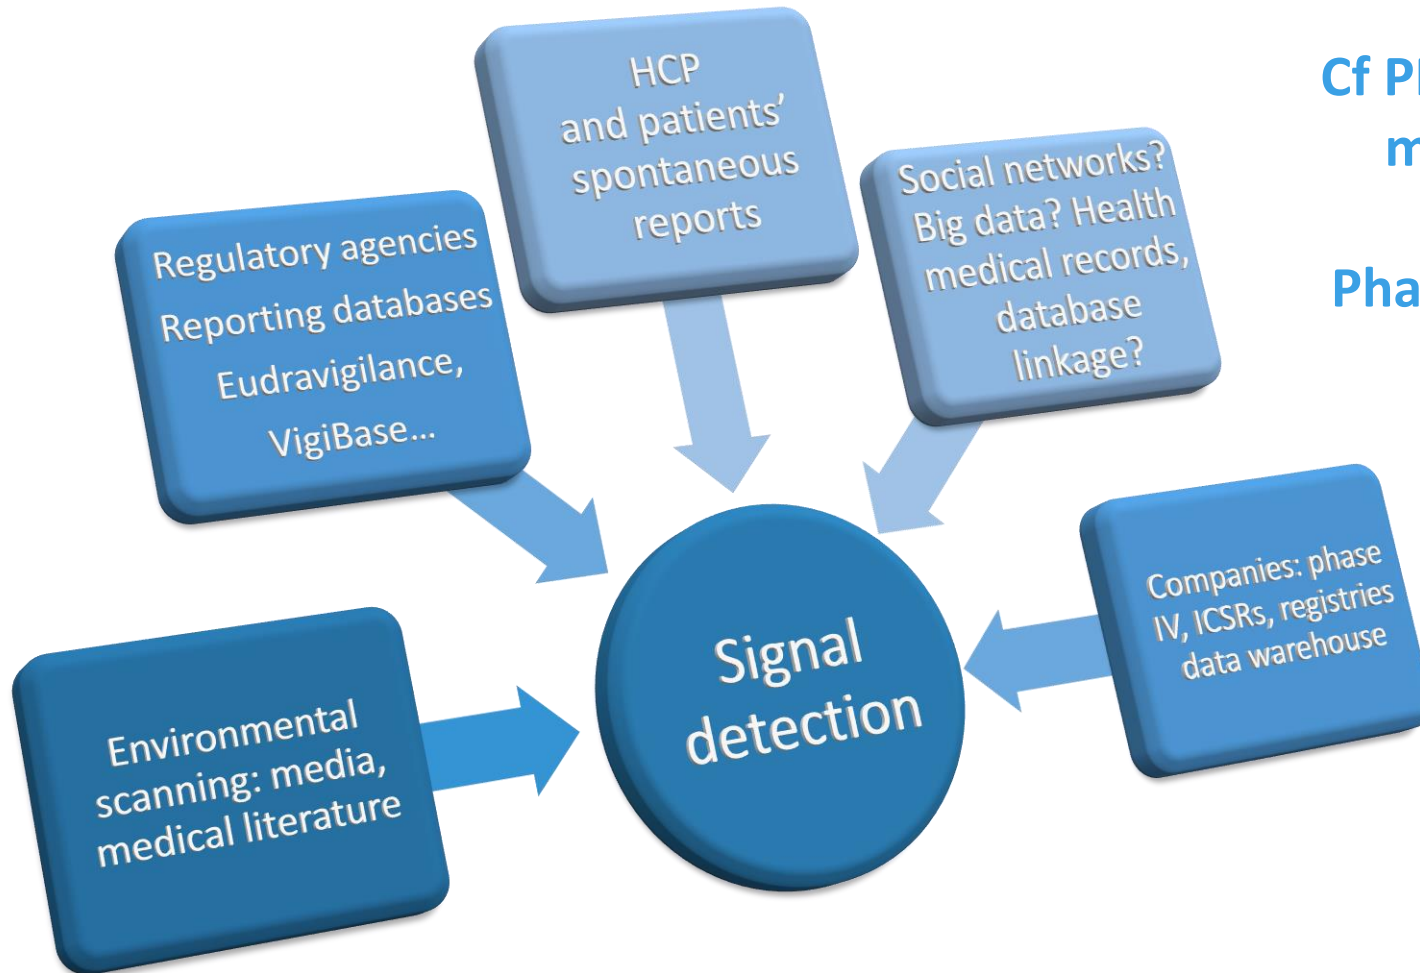 HCP
and patients’
spontaneous
reports
Social networks?
Big data? Health
medical records,
database
linkage?
Regulatory agencies
Reporting databases
Eudravigilance,
VigiBase…
Companies: phase
IV, ICSRs, registries
data warehouse
Environmental
scanning: media,
medical literature
Signal
detection
Cf